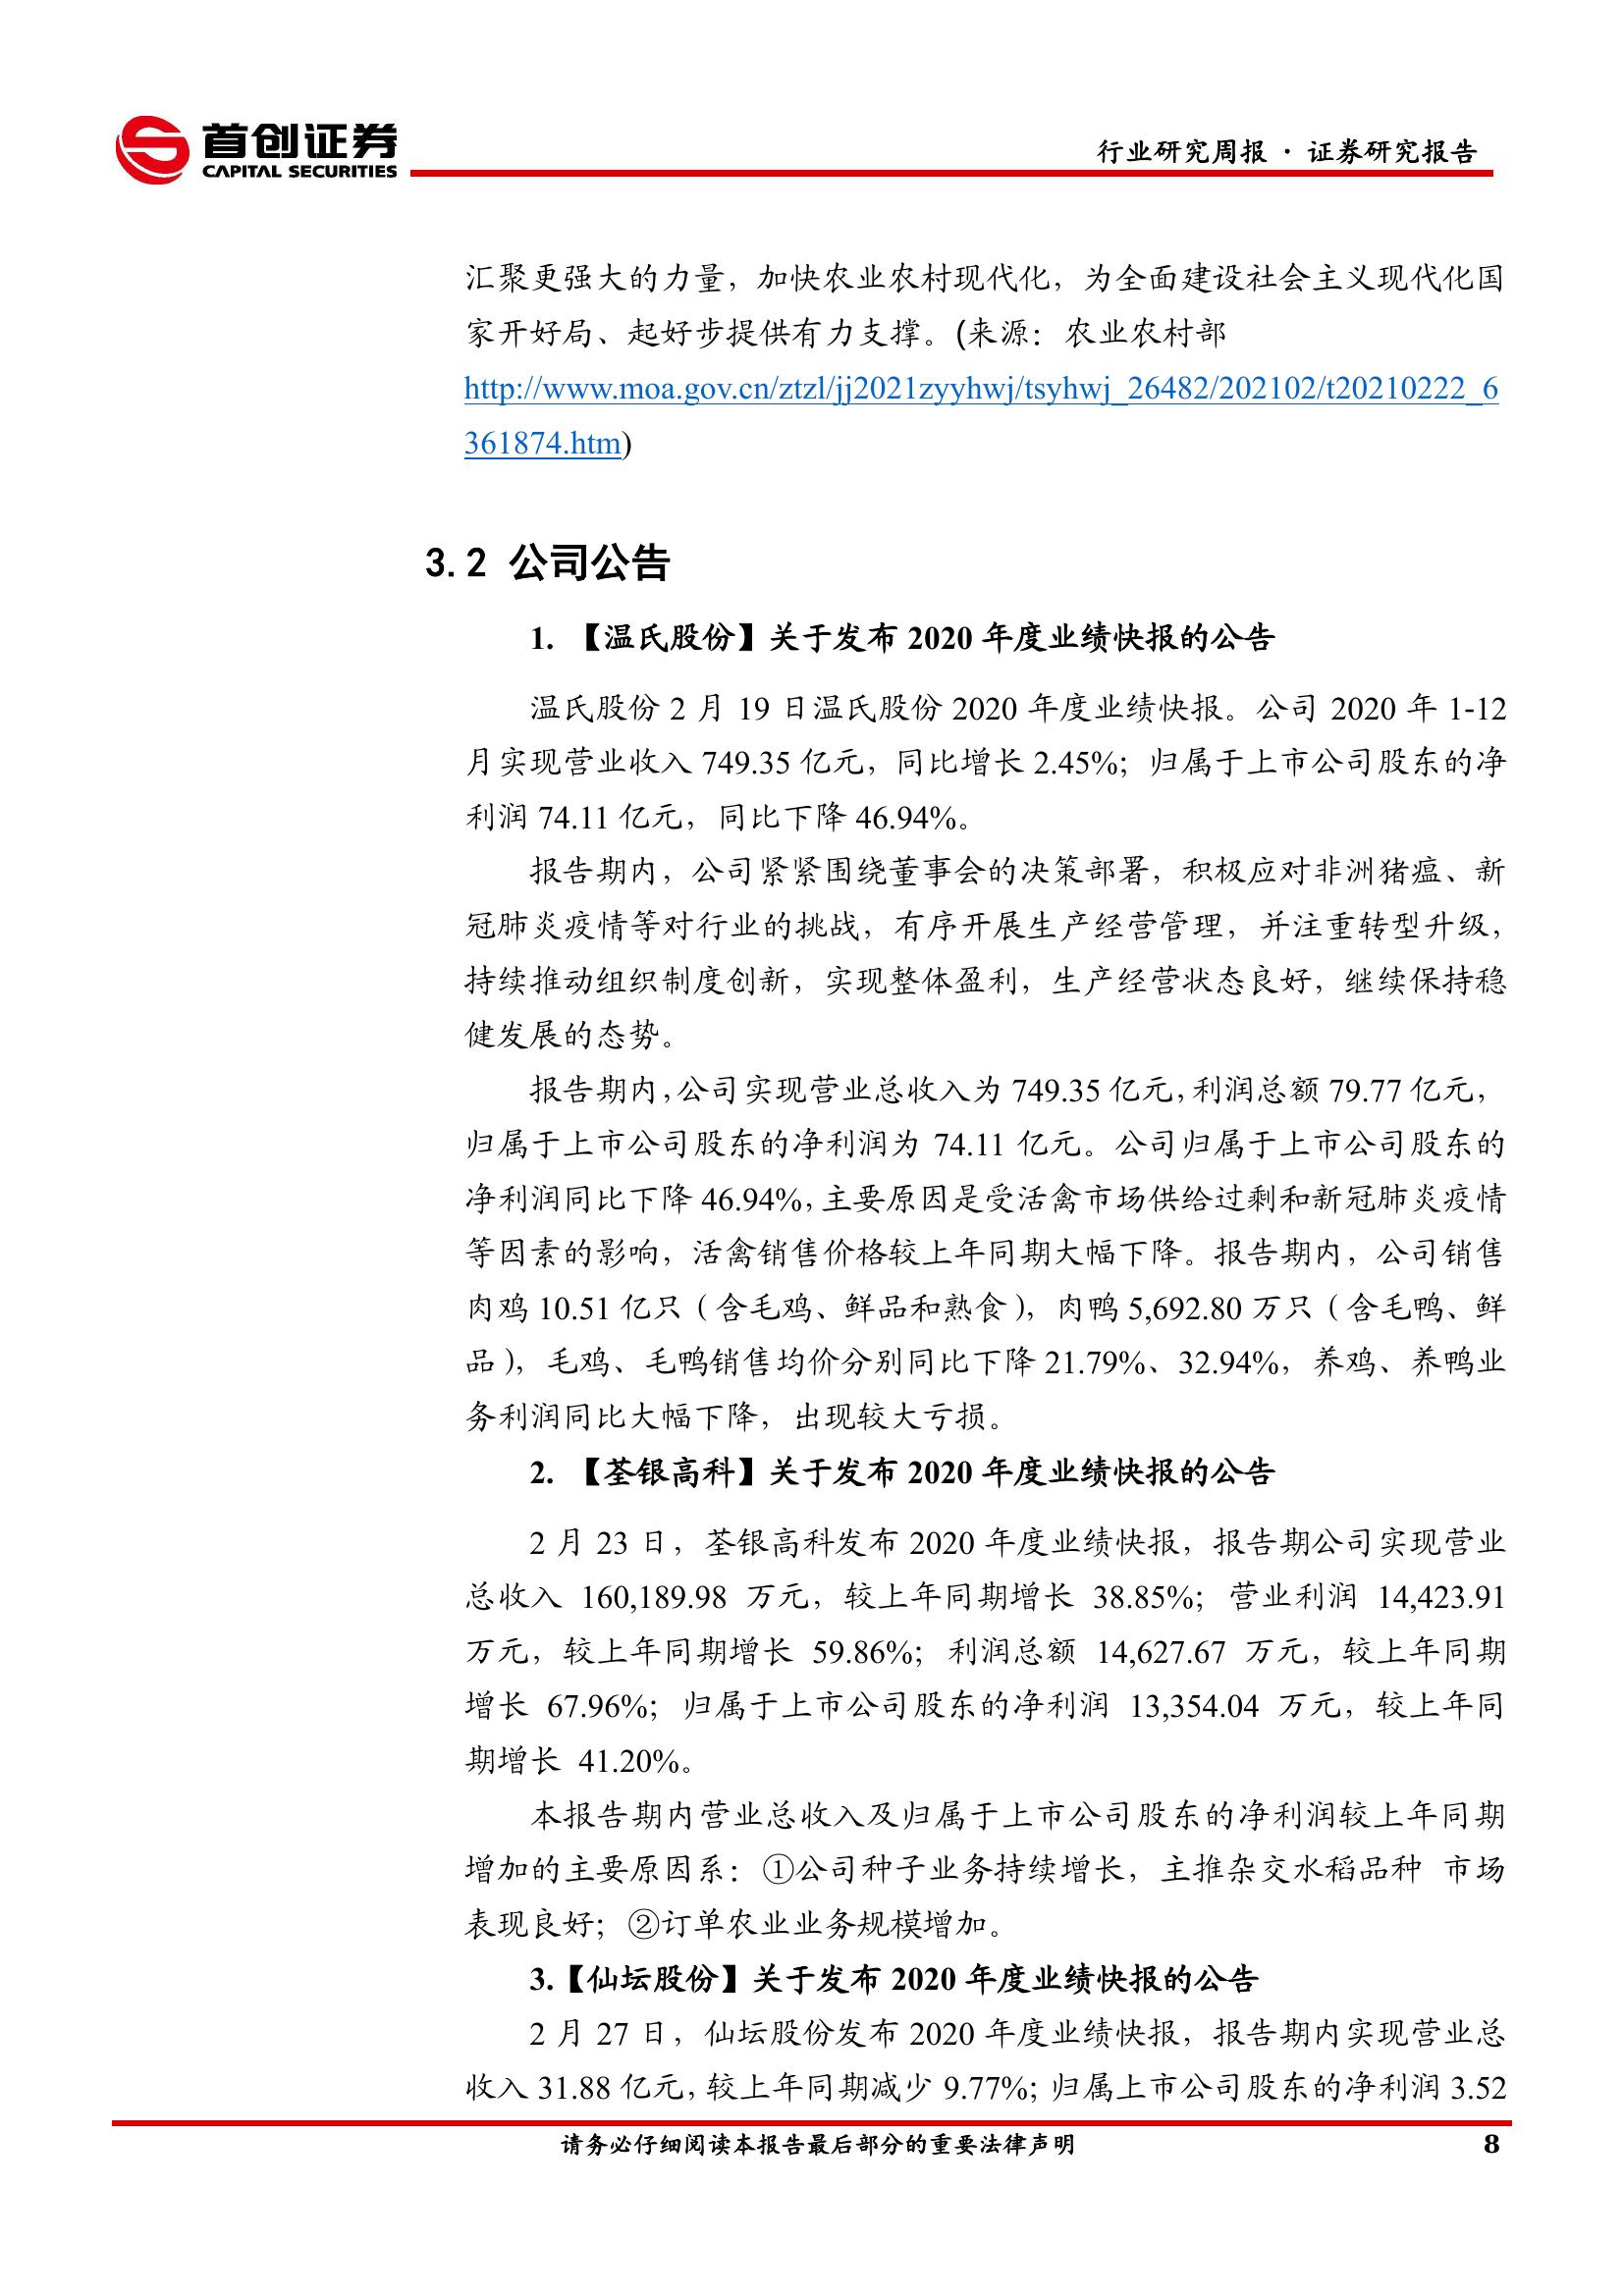 首创证券
CAPITAL SECURITIES
行业研究周报 · 证券研究报告
汇聚更强大的力量，加快农业农村现代化，为全面建设社会主义现代化国
家开好局、起好步提供有力支撑。(来源：农业农村部
http://www.moa.gov.cn/ztzl/jj2021zyyhwj/tsyhwj_26482/202102/t20210222_6
361874.htm)
3.2 公司公告
1. 【温氏股份】关于发布 2020 年度业绩快报的公告
温氏股份 2 月 19 日温氏股份 2020 年度业绩快报。公司 2020 年 1-12
月实现营业收入 749.35 亿元，同比增长 2.45%；归属于上市公司股东的净
利润 74.11 亿元，同比下降 46.94%。
报告期内，公司紧紧围绕董事会的决策部署，积极应对非洲猪瘟、新
冠肺炎疫情等对行业的挑战，有序开展生产经营管理，并注重转型升级，
持续推动组织制度创新，实现整体盈利，生产经营状态良好，继续保持稳
健发展的态势。
报告期内，公司实现营业总收入为 749.35 亿元，利润总额 79.77 亿元，
归属于上市公司股东的净利润为 74.11 亿元。公司归属于上市公司股东的
净利润同比下降 46.94%，主要原因是受活禽市场供给过剩和新冠肺炎疫情
等因素的影响，活禽销售价格较上年同期大幅下降。报告期内，公司销售
肉鸡 10.51 亿只（含毛鸡、鲜品和熟食），肉鸭 5,692.80 万只（含毛鸭、鲜
品），毛鸡、毛鸭销售均价分别同比下降 21.79%、32.94%，养鸡、养鸭业
务利润同比大幅下降，出现较大亏损。
2. 【荃银高科】关于发布 2020 年度业绩快报的公告
2 月 23 日，荃银高科发布 2020 年度业绩快报，报告期公司实现营业
总收入 160,189.98 万元，较上年同期增长 38.85%；营业利润 14,423.91
万元，较上年同期增长 59.86%；利润总额 14,627.67 万元，较上年同期
增长 67.96%；归属于上市公司股东的净利润 13,354.04 万元，较上年同
期增长 41.20%。
本报告期内营业总收入及归属于上市公司股东的净利润较上年同期
增加的主要原因系：①公司种子业务持续增长，主推杂交水稻品种 市场
表现良好；②订单农业业务规模增加。
3.【仙坛股份】关于发布 2020 年度业绩快报的公告
2 月 27 日，仙坛股份发布 2020 年度业绩快报，报告期内实现营业总
收入 31.88 亿元，较上年同期减少 9.77%；归属上市公司股东的净利润 3.52
请务必仔细阅读本报告最后部分的重要法律声明
8